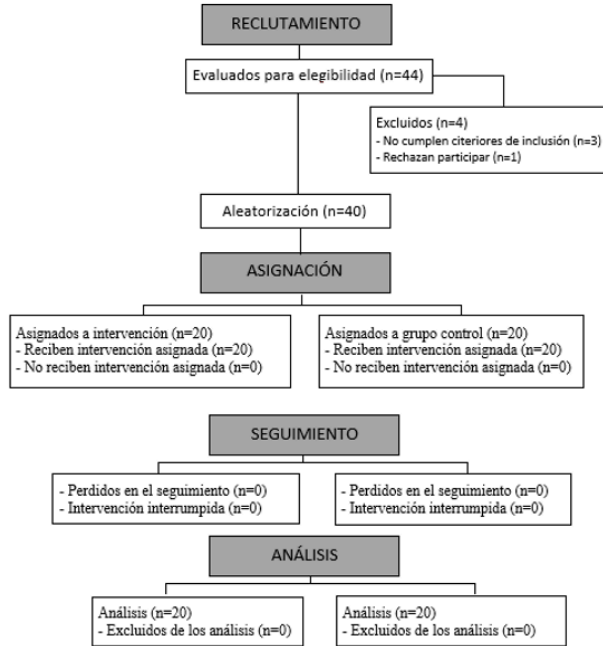 RECLUTAMIENTO
Evaluados para elegibilidad (n=44)
Excluidos (n=4)
- No cumplen citeriores de inclusión (n=3)
- Rechazan participar (n=1)
Aleatorización (n=40)
ASIGNACIÓN
Asignados a intervención (n=20)
- Reciben intervención asignada (n=20)
- No reciben intervención asignada (n=0)
Asignados a grupo control (n=20)
- Reciben intervención asignada (n=20)
- No reciben intervención asignada (n=0)
SEGUIMIENTO
- Perdidos en el seguimiento (n=0)
- Intervención interrumpida (n=0)
- Perdidos en el seguimiento (n=0)
- Intervención interrumpida (n=0)
ANÁLISIS
Análisis (n=20)
- Excluidos de los análisis (n=0)
Análisis (n=20)
- Excluidos de los análisis (n=0)